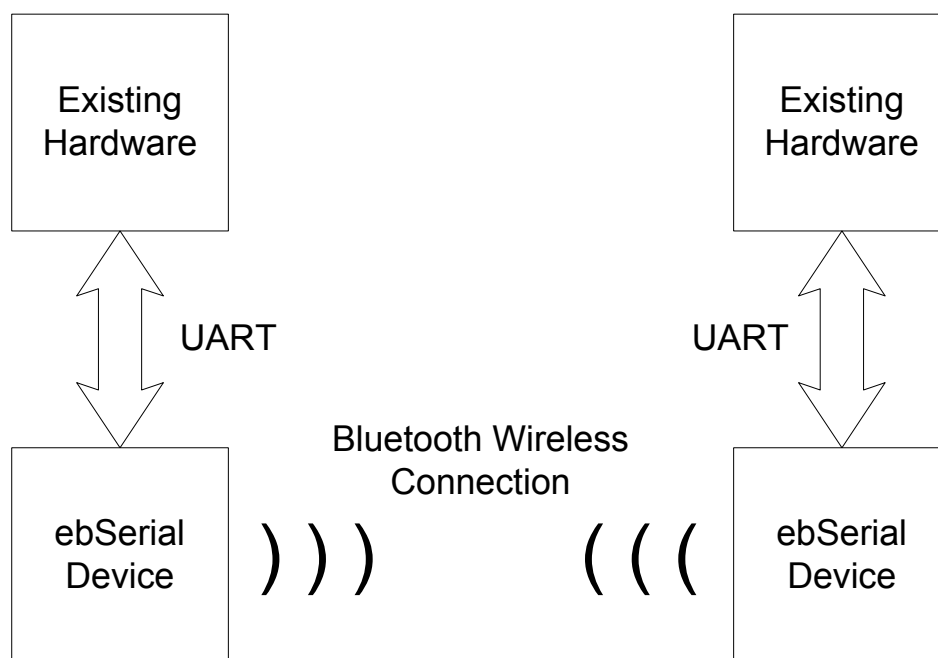 Existing
Hardware
Existing
Hardware
UART
UART
Bluetooth Wireless
Connection
ebSerial
Device
) ) )
( ( (
ebSerial
Device